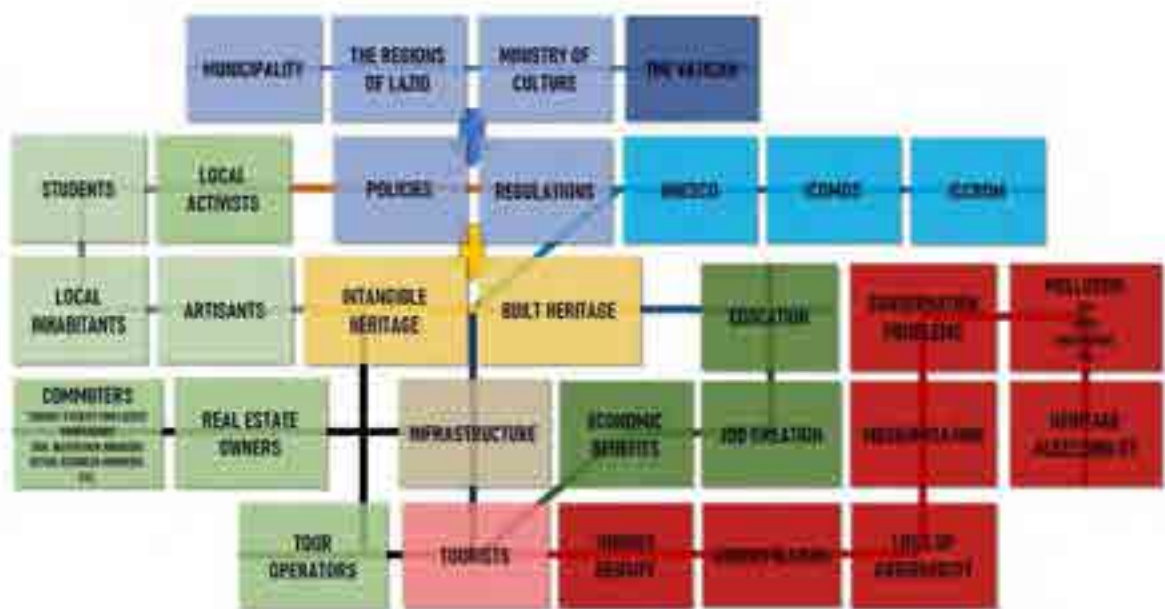 MUNICIPALITY
THE REGIONS
OF LAZIO
MINISTRY OF
CULTURE
THE VATICAN
STUDENTS
LOCAL
ACTIVISTS
POLICIES
REGULATIONS
UNESCO
ICOMOS
ICCROM
LOCAL
INHABITANTS
ARTISANTS
INTANGIBLE
HERITAGE
BUILT HERITAGE
EDUCATION
CONSERVATION
PROBLEMS
POLLUTION
COMMUTERS
ETC
REAL ESTATE
OWNERS
INFRASTRUCTURE
ECONOMIC
BENEFITS
JOB CREATION
HERITAGE
ACCESSIBILITY
TOUR
OPERATORS
TOURISTS
DENSITY
LOSS OF